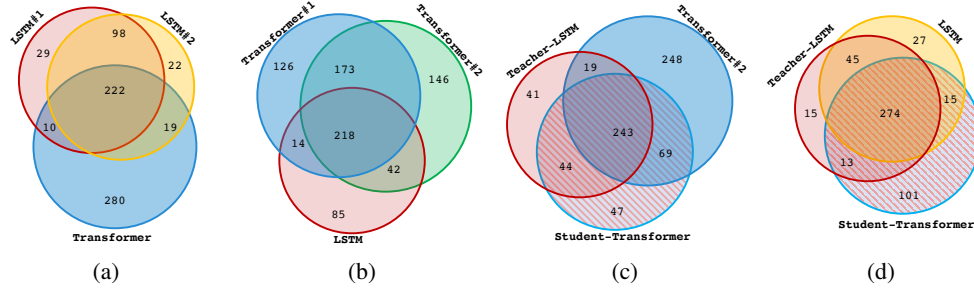 LSTM#1
LSTM#2
29
98
22
222
10
19
280
Transformer
(a)
Transformer#1
Transformer#2
126
173
146
14
218
42
85
LSTM
(b)
Teacher-LSTM
Transformer#2
19
248
41
243
44
69
47
Student-Transformer
(c)
Teacher-LSTM
LSTM
27
45
15
274
15
13
101
Student-Transformer
(d)